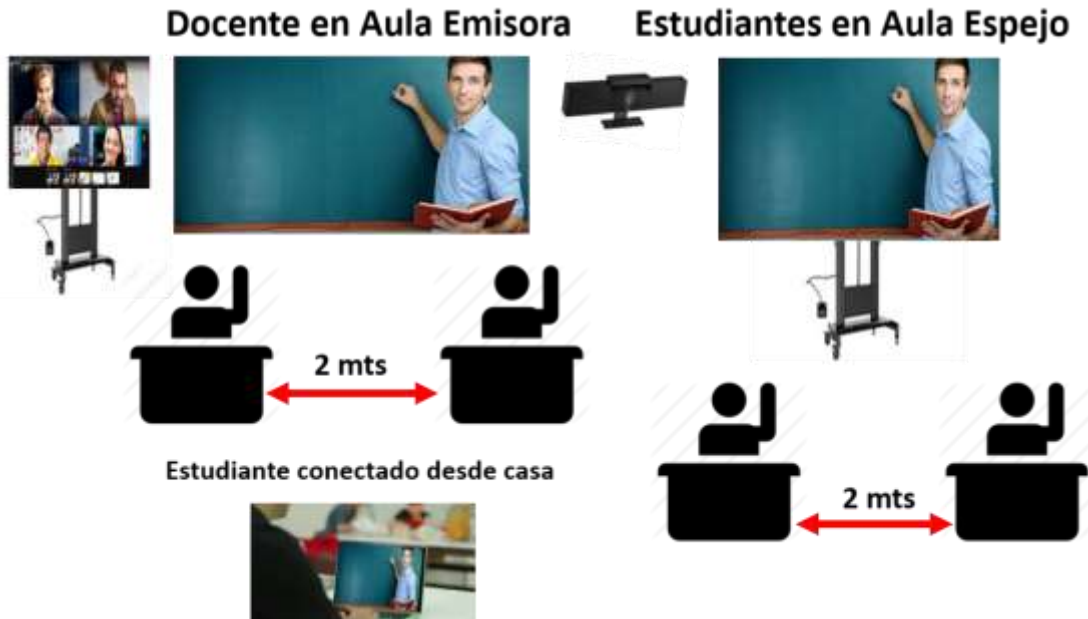 Docente en Aula Emisora
Estudiantes en Aula Espejo
2 mts
Estudiante conectado desde casa
2 mts